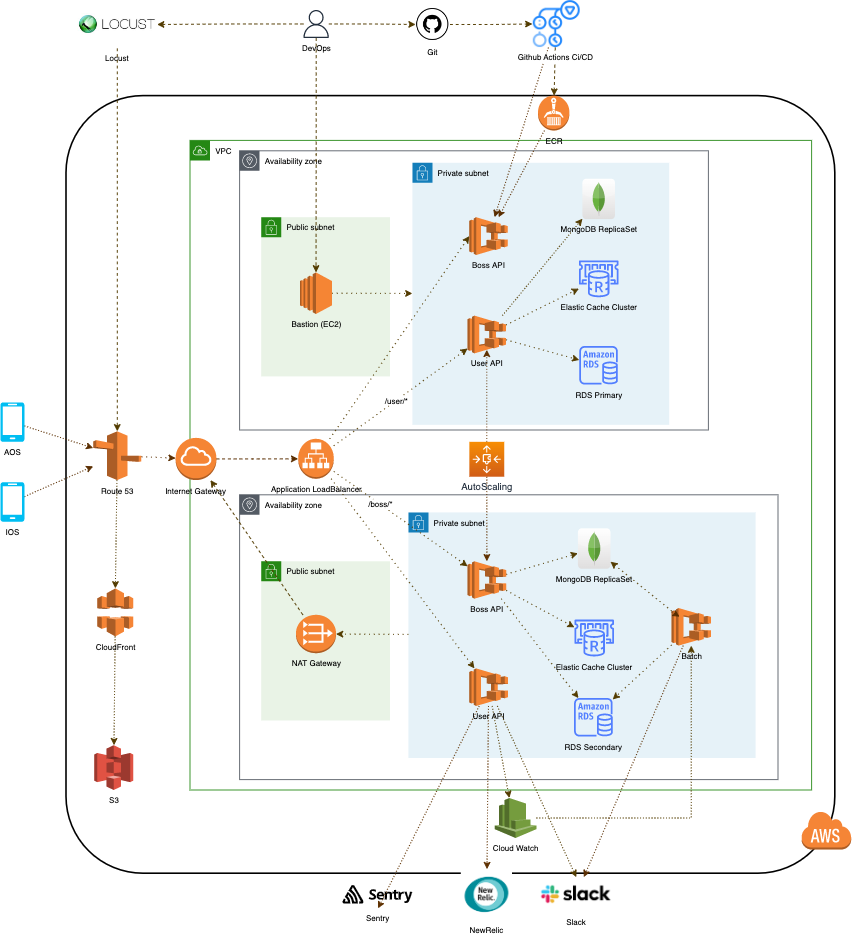 LOCUST
Locust
DevOps
Git
Github Actions Ci/CD
ECR
VPC
Availability zone
Private subnet
Public subnet
Boss API
MongoDB ReplicaSet
R
Elastic Cache Cluster
Bastion (EC2)
User API
Amazon
RDS
RDS Primary
/user/*
AOS
Route 53
Internet Gateway
Application LoadBalancer
AutoScaling
IOS
Availability zone
/boss/*
Private subnet
Public subnet
MongoDB ReplicaSet
Boss API
CloudFront
NAT Gateway
R
Elastic Cache Cluster
Batch
User API
Amazon
RDS
RDS Secondary
S3
Cloud Watch
AWS
Sentry
Sentry
New
Relic.
NewRelic
slack
Slack